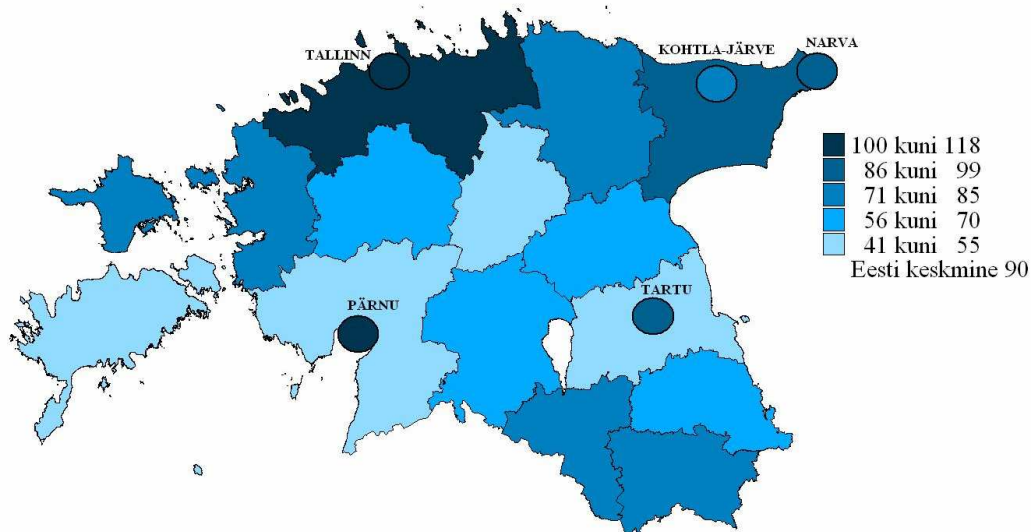 TALLINN
KOHTLA-JÄRVE
NARVA
100 kuni 118
86 kuni 99
71 kuni 85
56 kuni 70
41 kuni 55
Eesti keskmine 90
PÄRNU
TARTU